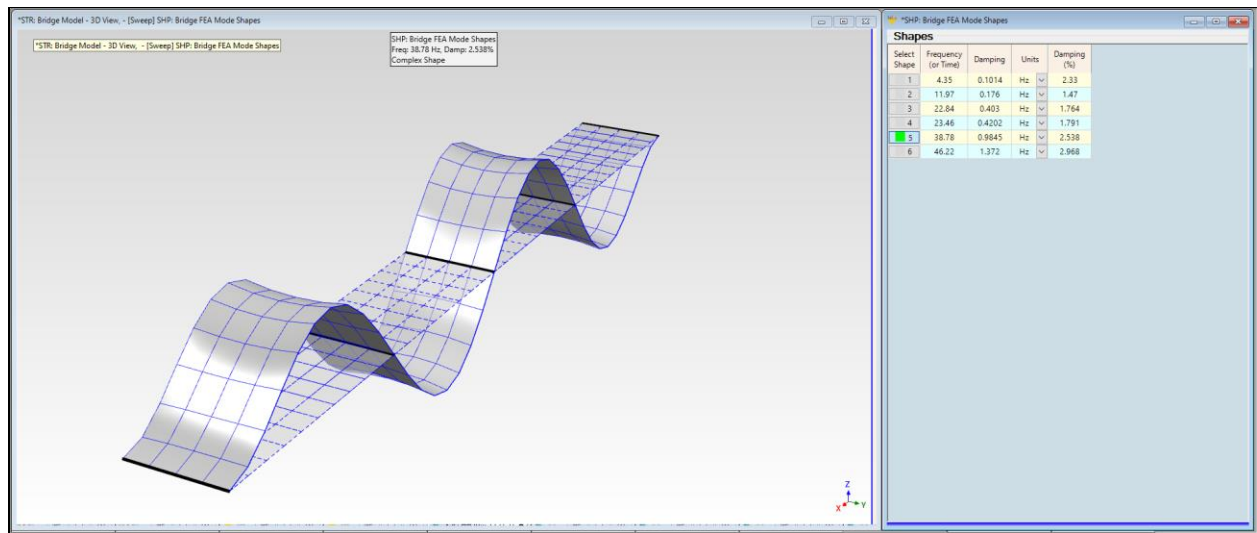 *STR: Bridge Model - 3D View, - [Sweep] SHP: Bridge FEA Mode Shapes
*STR: Bridge Model - 3D View, - [Sweep] SHP: Bridge FEA Mode Shapes
SHP: Bridge FEA Mode Shapes
Freq: 38.78 Hz, Damp: 2.538%
Complex Shape
Z
X Y
*SHP: Bridge FEA Mode Shapes
Shapes
Select Shape Frequency (or Time) Damping Units Damping (%)
1 4.35 0.1014 Hz 2.33
2 11.97 0.176 Hz 1.47
3 22.84 0.403 Hz 1.764
4 23.46 0.4202 Hz 1.791
5 38.78 0.9845 Hz 2.538
6 46.22 1.372 Hz 2.968